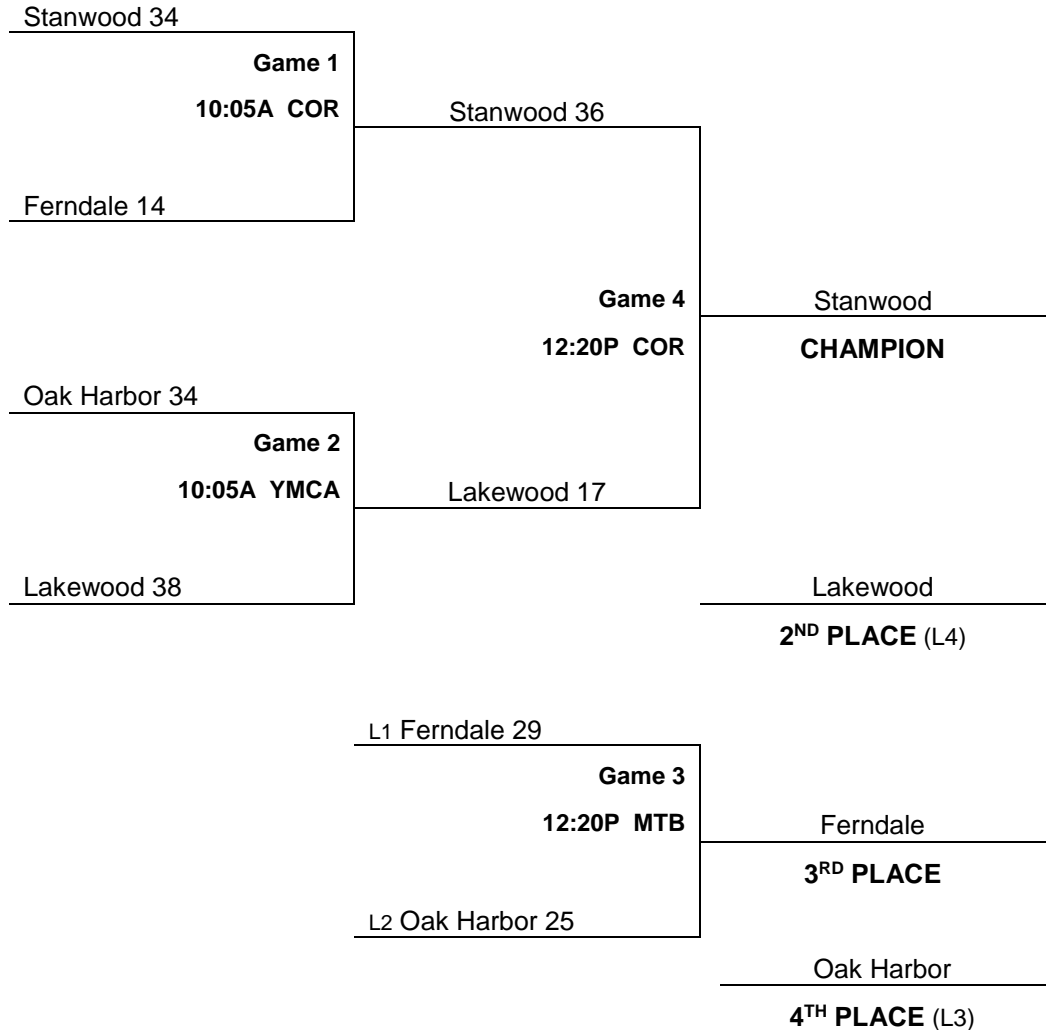 Stanwood 34
Game 1
10:05A COR
Stanwood 36
Ferndale 14
Game 4
12:20P COR
Stanwood
CHAMPION
Oak Harbor 34
Game 2
10:05A YMCA
Lakewood 17
Lakewood 38
Lakewood
2ND PLACE (L4)
L1 Ferndale 29
Game 3
12:20P MTB
Ferndale
3RD PLACE
L2 Oak Harbor 25
Oak Harbor
4TH PLACE (L3)